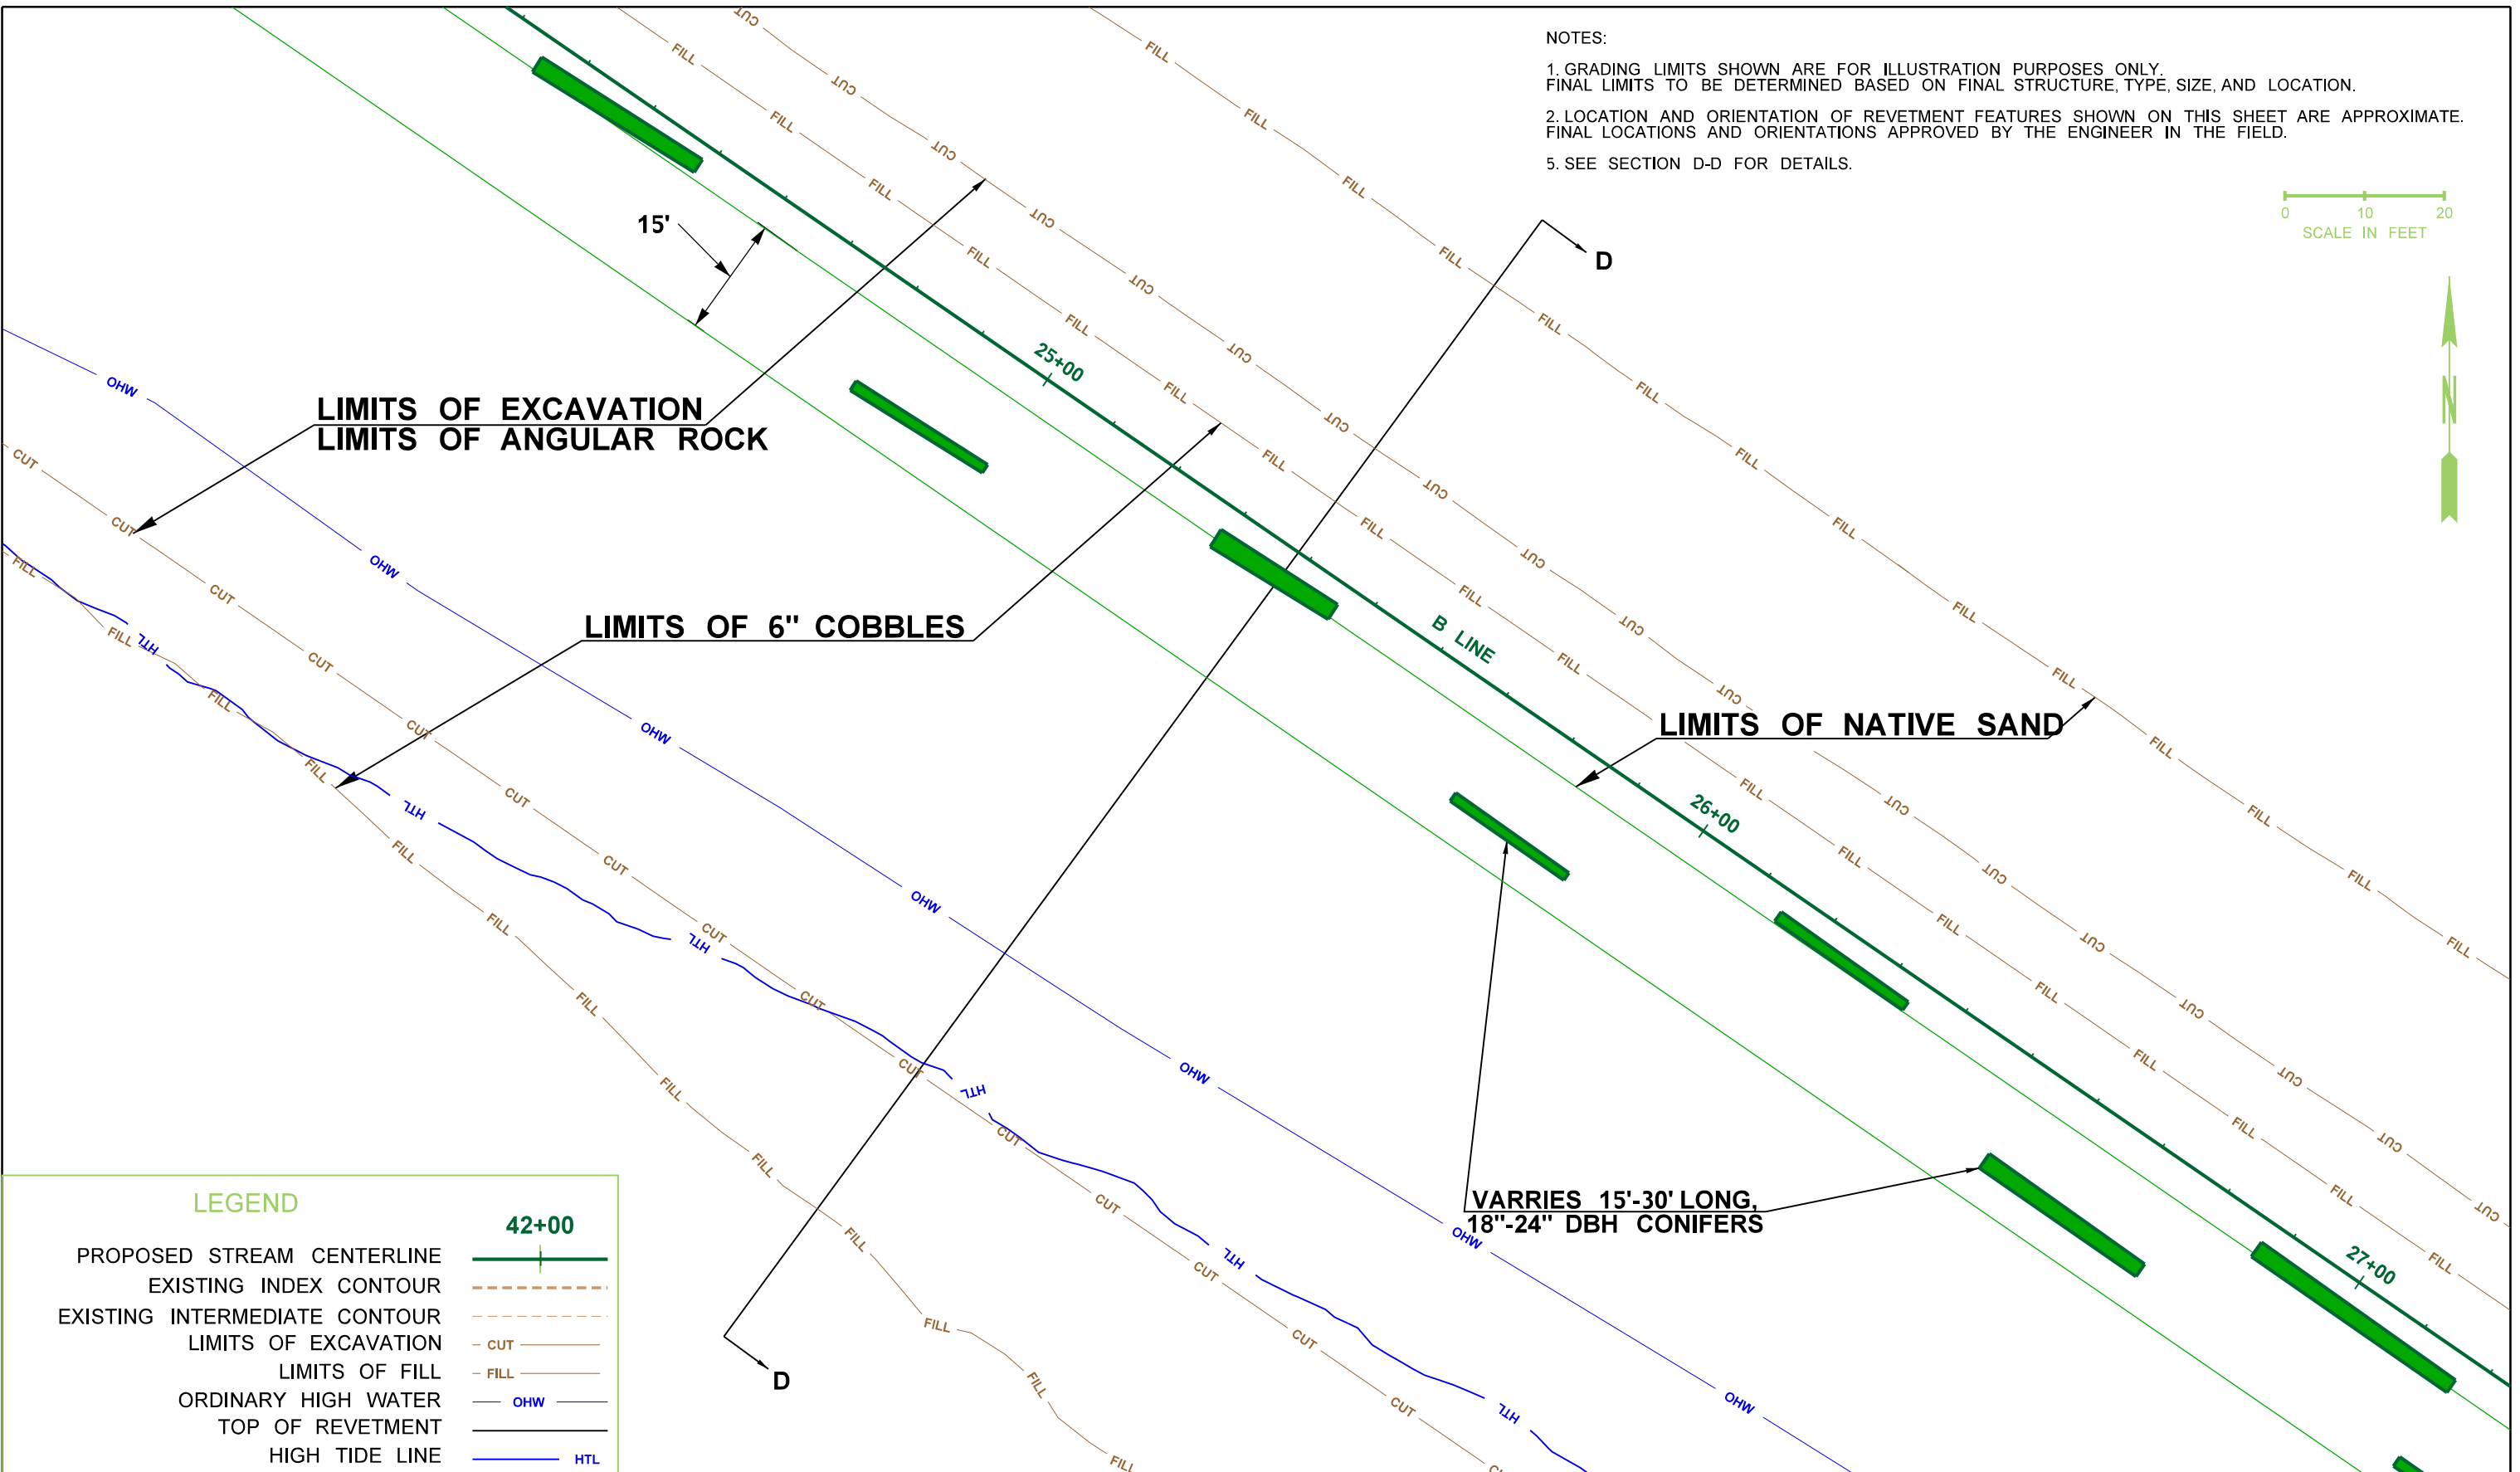 NOTES:
1. GRADING LIMITS SHOWN ARE FOR ILLUSTRATION PURPOSES ONLY.
FINAL LIMITS TO BE DETERMINED BASED ON FINAL STRUCTURE, TYPE, SIZE, AND LOCATION.
2. LOCATION AND ORIENTATION OF REVETMENT FEATURES SHOWN ON THIS SHEET ARE APPROXIMATE.
FINAL LOCATIONS AND ORIENTATIONS APPROVED BY THE ENGINEER IN THE FIELD.
5. SEE SECTION D-D FOR DETAILS.
0 10 20
SCALE IN FEET
N
15'
D
25+00
LIMITS OF EXCAVATION
LIMITS OF ANGULAR ROCK
LIMITS OF 6" COBBLES
B LINE
LIMITS OF NATIVE SAND
26+00
VARRIES 15'-30' LONG,
18"-24" DBH CONIFERS
27+00
D
CUT
FILL
OHW
HTL
LEGEND
42+00
PROPOSED STREAM CENTERLINE
EXISTING INDEX CONTOUR
EXISTING INTERMEDIATE CONTOUR
LIMITS OF EXCAVATION CUT
LIMITS OF FILL FILL
ORDINARY HIGH WATER OHW
TOP OF REVETMENT
HIGH TIDE LINE HTL